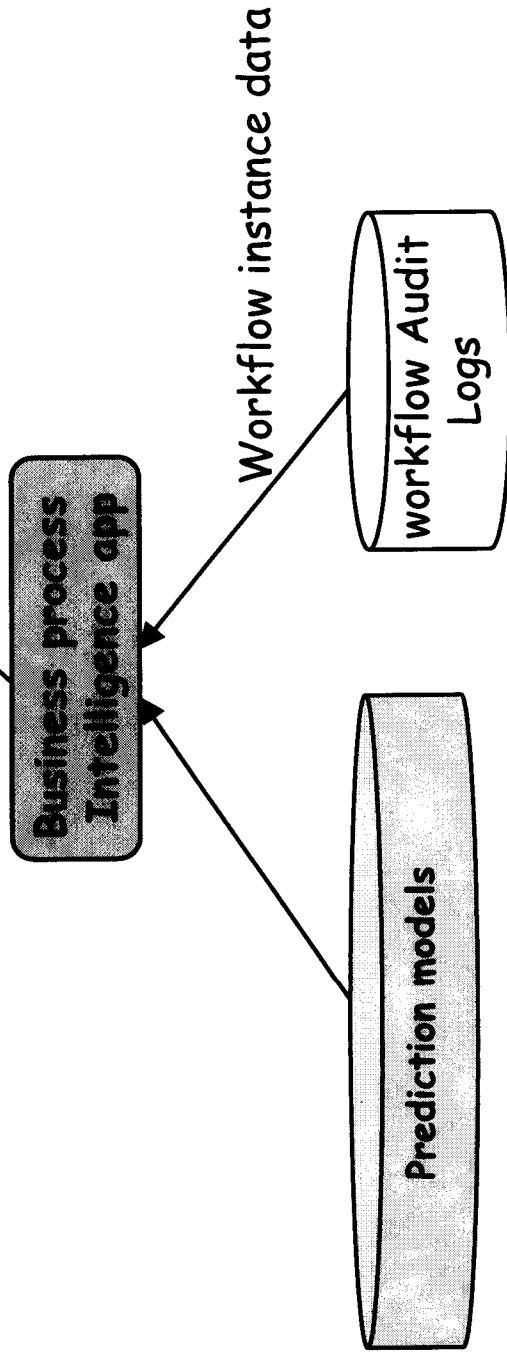 Business process
Intelligence app
Workflow instance data
Prediction models
workflow Audit
Logs